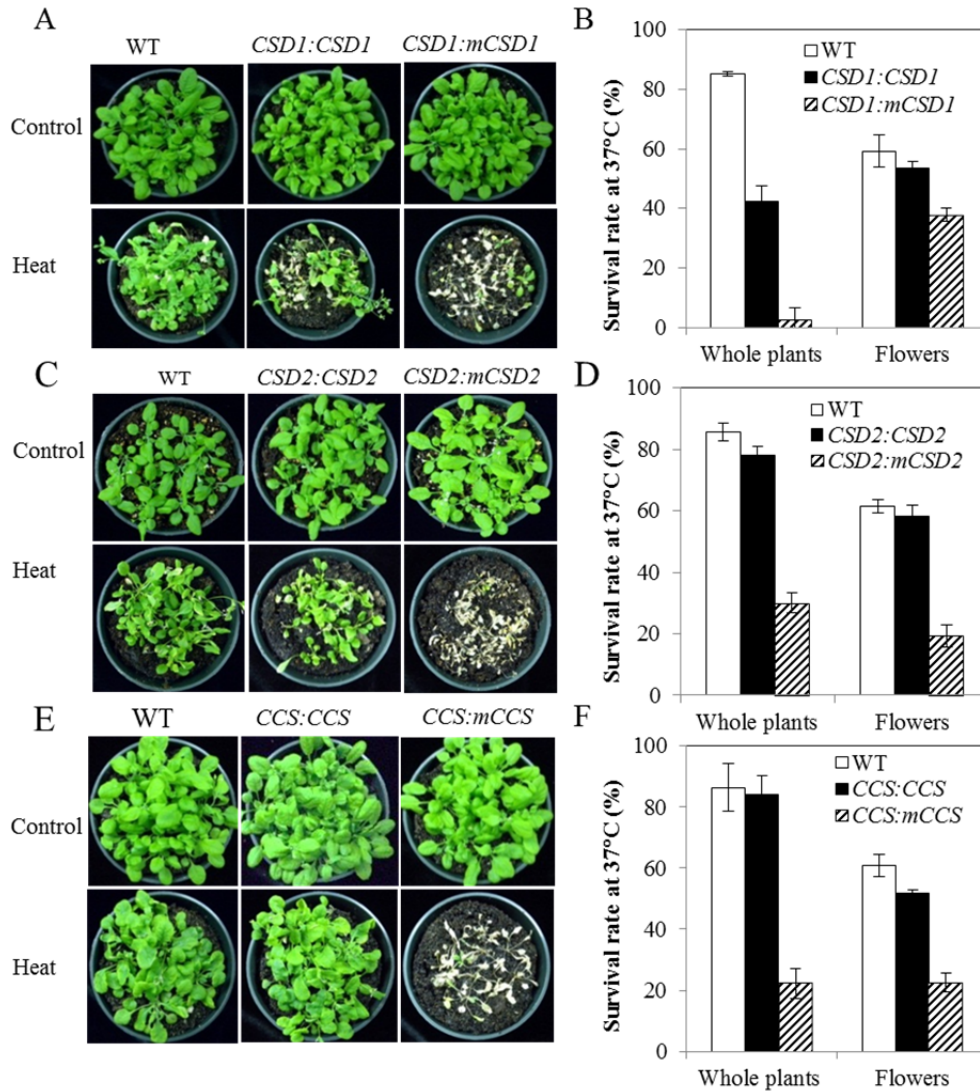 A
WT
CSD1:CSD1
CSD1:mCSD1
Control
Heat
B
Survival rate at 37°C (%)
100
80
60
40
20
0
WT
CSD1:CSD1
CSD1:mCSD1
Whole plants
Flowers
C
WT
CSD2:CSD2
CSD2:mCSD2
Control
Heat
D
Survival rate at 37°C (%)
100
80
60
40
20
0
WT
CSD2:CSD2
CSD2:mCSD2
Whole plants
Flowers
E
WT
CCS:CCS
CCS:mCCS
Control
Heat
F
Survival rate at 37°C (%)
100
80
60
40
20
0
WT
CCS:CCS
CCS:mCCS
Whole plants
Flowers